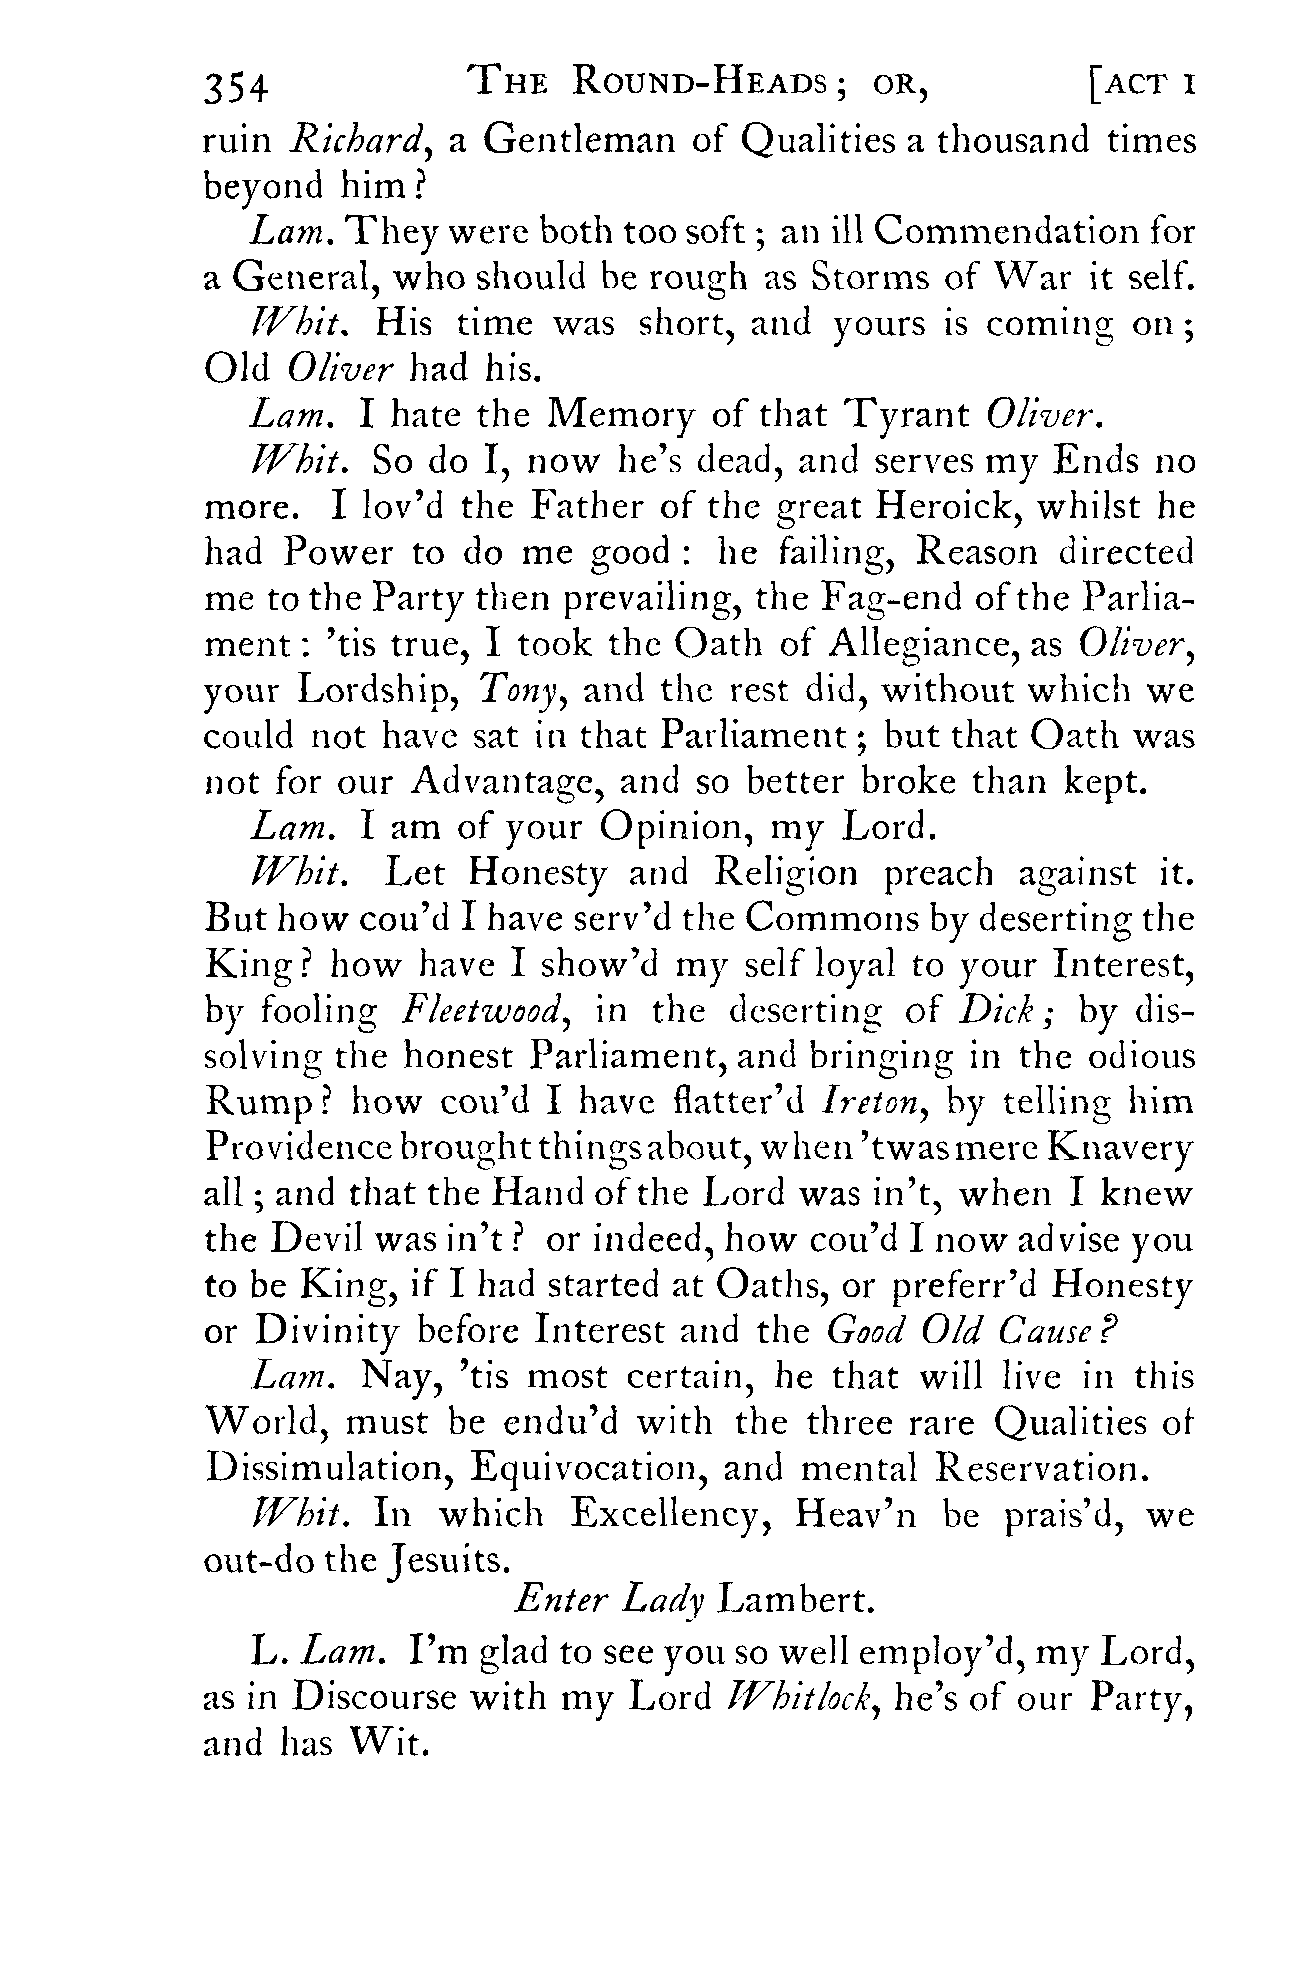 354 The Round-Heads; or, [act i
ruin Richard, a Gentleman of Qualities a thousand times
beyond him?
Lam. They were both too soft; an ill Commendation for
a General, who should be rough as Storms of War it self.
Whit. His time was short, and yours is coming on;
Old Oliver had his.
Lam. I hate the Memory of that Tyrant Oliver.
Whit. So do I, now he's dead, and serves my Ends no
more. I lov'd the Father of the great Heroick, whilst he
had Power to do me good: he failing, Reason directed
me to the Party then prevailing, the Fag-end of the Parlia-
ment: 'tis true, I took the Oath of Allegiance, as Oliver,
your Lordship, Tony, and the rest did, without which we
could not have sat in that Parliament; but that Oath was
not for our Advantage, and so better broke than kept.
Lam. I am of your Opinion, my Lord.
Whit. Let Honesty and Religion preach against it.
But how cou'd I have serv'd the Commons by deserting the
King? how have I show'd my self loyal to your Interest,
by fooling Fleetwood, in the deserting of Dick; by dis-
solving the honest Parliament, and bringing in the odious
Rump? how cou'd I have flatter'd Ireton, by telling him
Providence brought things about, when 'twas mere Knavery
all; and that the Hand of the Lord was in't, when I knew
the Devil was in't? or indeed, how cou'd I now advise you
to be King, if I had started at Oaths, or preferr'd Honesty
or Divinity before Interest and the Good Old Cause?
Lam. Nay, 'tis most certain, he that will live in this
World, must be endu'd with the three rare Qualities of
Dissimulation, Equivocation, and mental Reservation.
Whit. In which Excellency, Heav'n be prais'd, we
out-do the Jesuits.
Enter Lady Lambert.
L. Lam. I'm glad to see you so well employ'd, my Lord,
as in Discourse with my Lord Whitlock, he's of our Party,
and has Wit.